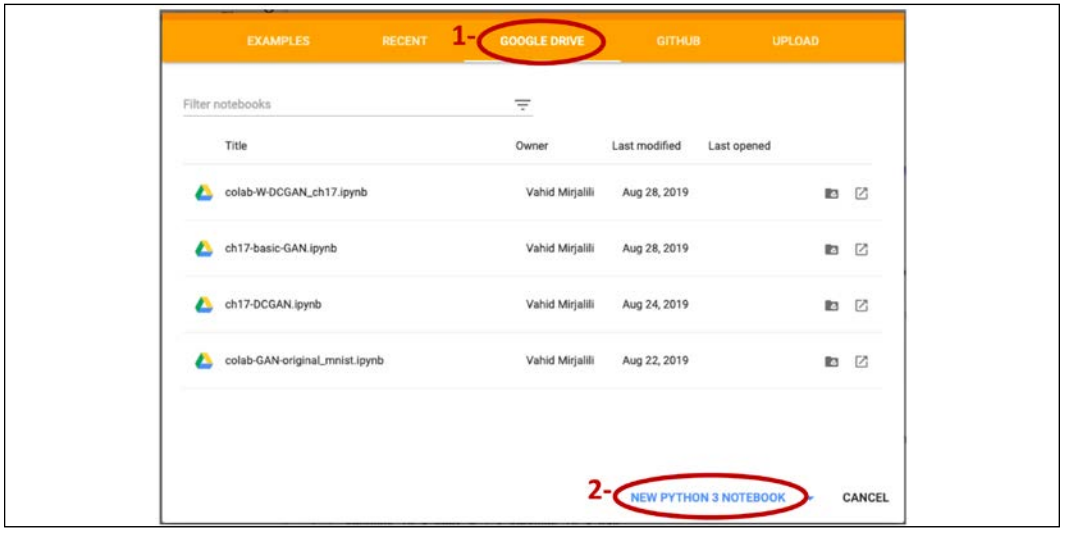 EXAMPLES RECENT 1- GOOGLE DRIVE GITHUB UPLOAD
Filter notebooks
Title Owner Last modified Last opened
colab-W-DCGAN_ch17.ipynb Vahid Mirjalili Aug 28, 2019
ch17-basic-GAN.ipynb Vahid Mirjalili Aug 28, 2019
ch17-DCGAN.ipynb Vahid Mirjalili Aug 24, 2019
colab-GAN-original_mnist.ipynb Vahid Mirjalili Aug 22, 2019
2- NEW PYTHON 3 NOTEBOOK CANCEL